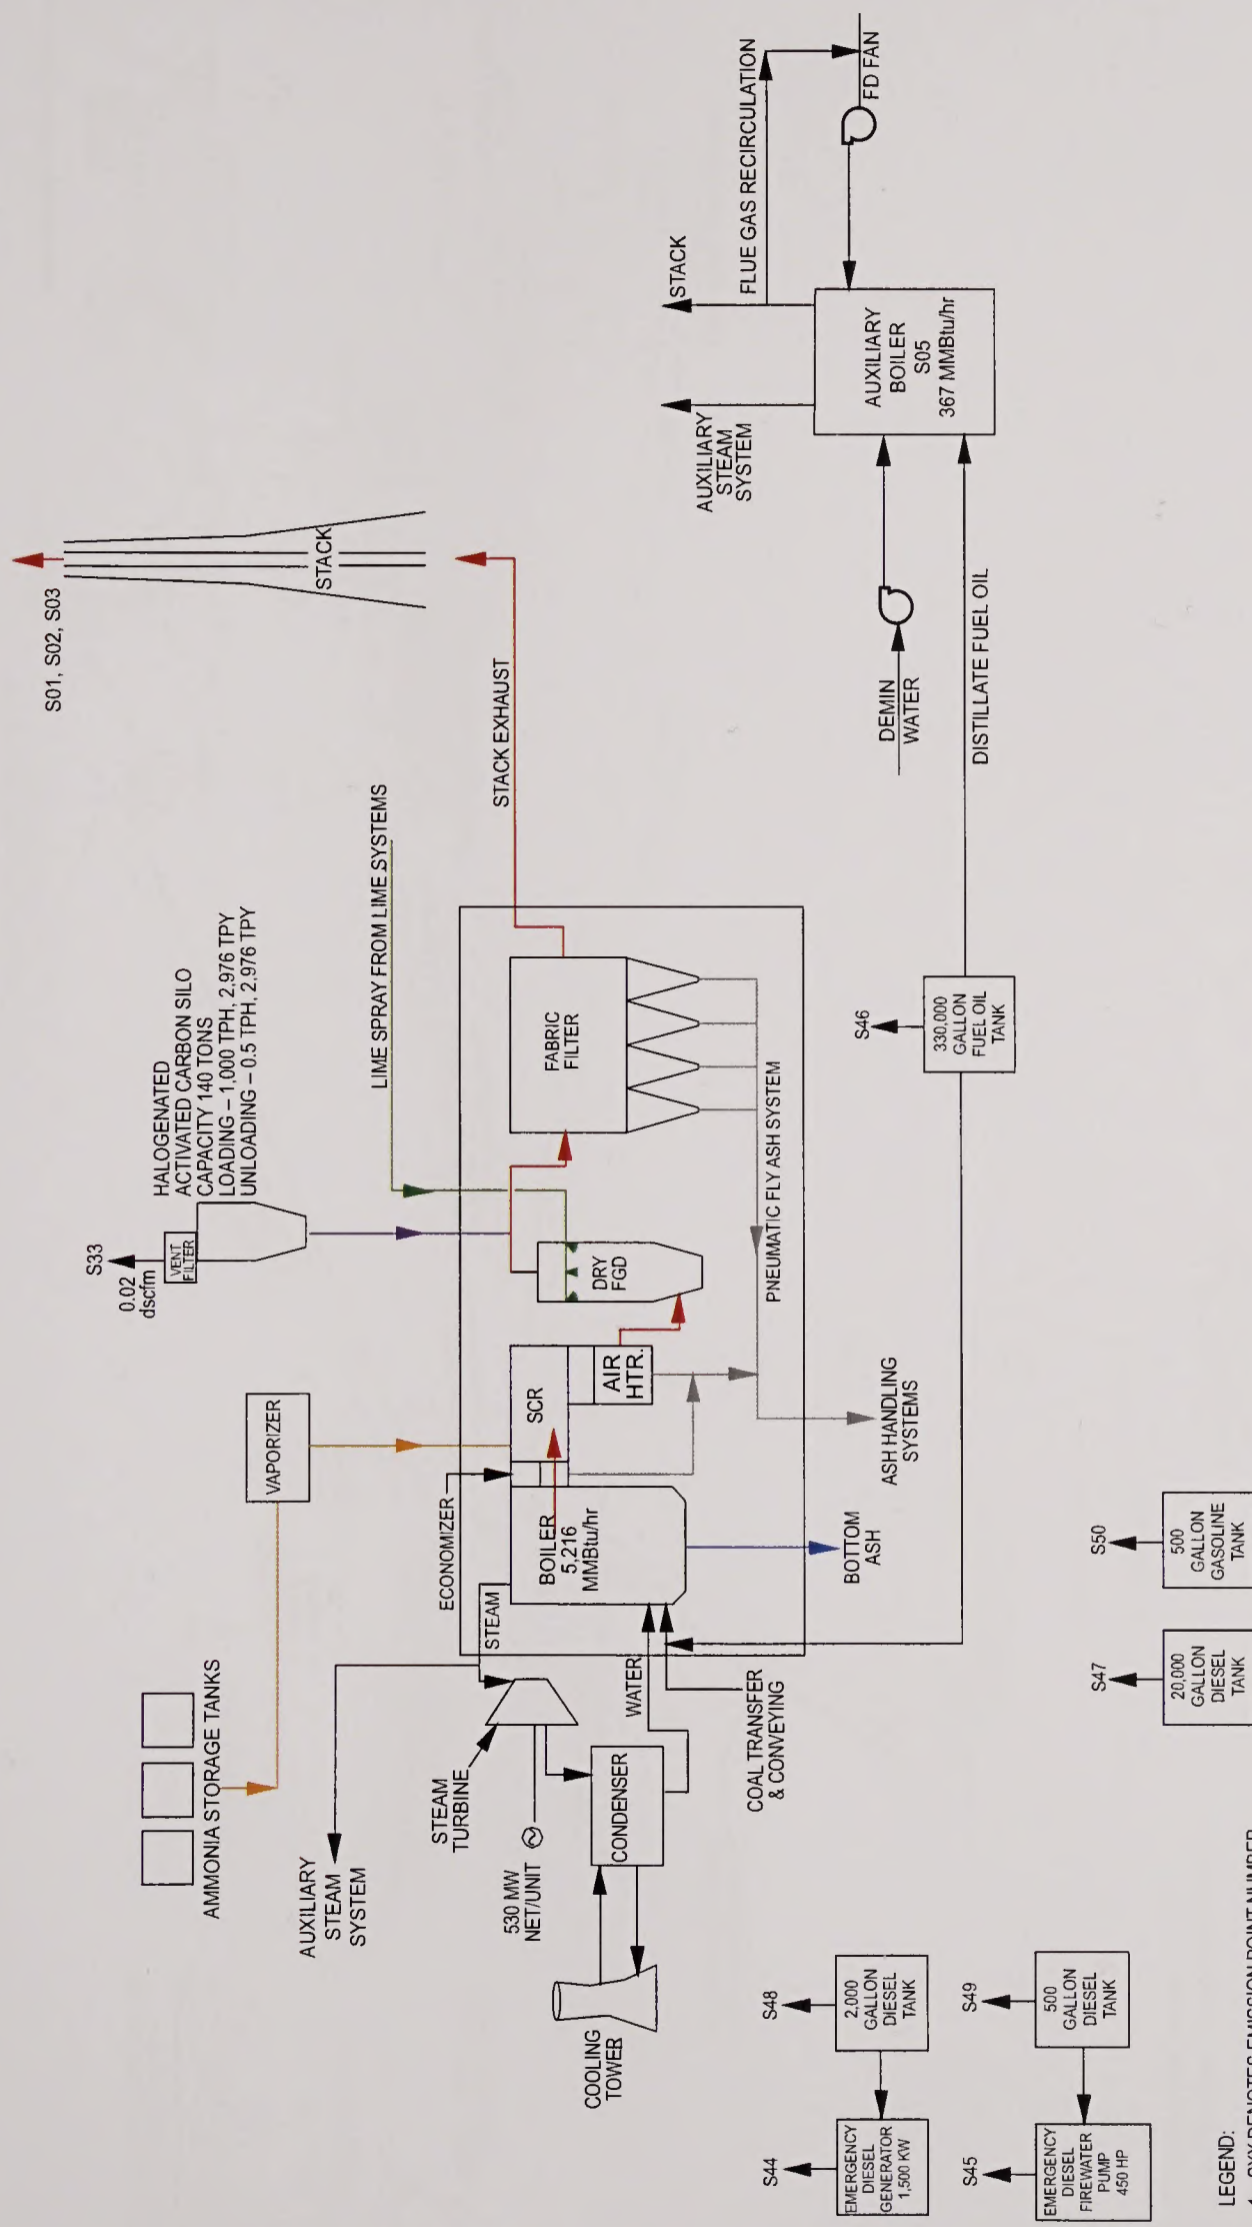 S01, S02, S03
STACK
HALOGENATED
ACTIVATED CARBON SILO
CAPACITY 140 TONS
LOADING – 1,000 TPH, 2,976 TPY
UNLOADING – 0.5 TPH, 2,976 TPY
S33
0.02
dscfm
VENT
FILTER
LIME SPRAY FROM LIME SYSTEMS
STACK EXHAUST
VAPORIZER
AMMONIA STORAGE TANKS
AUXILIARY
STEAM
SYSTEM
ECONOMIZER
STEAM
BOILER
5,216
MMBtu/hr
SCR
AIR
HTR.
DRY
FGD
FABRIC
FILTER
PNEUMATIC FLY ASH SYSTEM
ASH HANDLING
SYSTEMS
BOTTOM
ASH
STEAM
TURBINE
530 MW
NET/UNIT
CONDENSER
WATER
COAL TRANSFER
& CONVEYING
COOLING
TOWER
STACK
FLUE GAS RECIRCULATION
FD FAN
AUXILIARY
STEAM
SYSTEM
AUXILIARY
BOILER
S05
367 MMBtu/hr
DEMIN
WATER
DISTILLATE FUEL OIL
S46
330,000
GALLON
FUEL OIL
TANK
S48
2,000
GALLON
DIESEL
TANK
S44
EMERGENCY
DIESEL
GENERATOR
1,500 KW
S49
500
GALLON
DIESEL
TANK
S45
EMERGENCY
DIESEL
FIREWATER
PUMP
450 HP
S47
20,000
GALLON
DIESEL
TANK
S50
500
GALLON
GASOLINE
TANK
LEGEND:
SXX DENOTES EMISSION POINT NUMBER